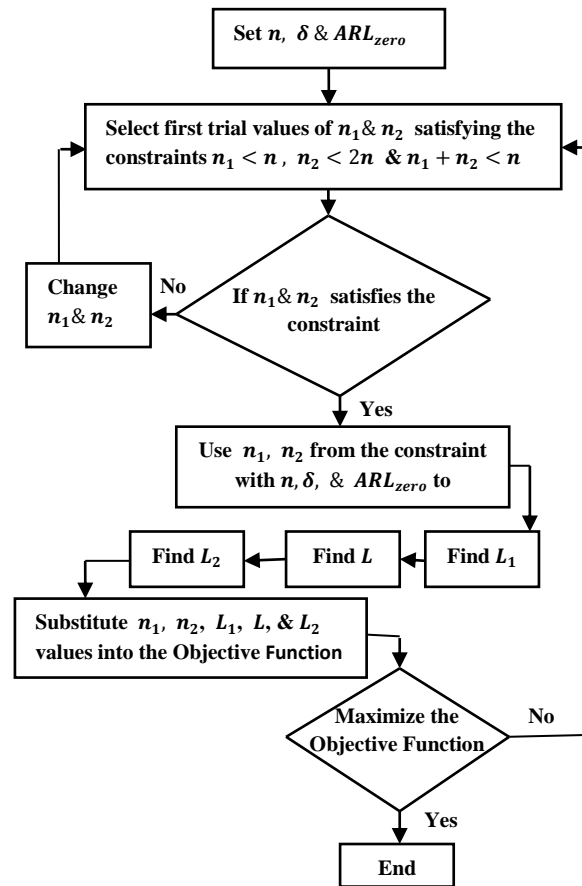 Set n, δ & ARL_zero
Select first trial values of n₁& n₂ satisfying the
constraints n₁ < n , n₂ < 2n & n₁ + n₂ < n
Change
n₁& n₂
No
If n₁& n₂ satisfies the
constraint
Yes
Use n₁, n₂ from the constraint
with n, δ, & ARL_zero to
Find L₂
Find L
Find L₁
Substitute n₁, n₂, L₁, L, & L₂
values into the Objective Function
Maximize the
Objective Function
No
Yes
End